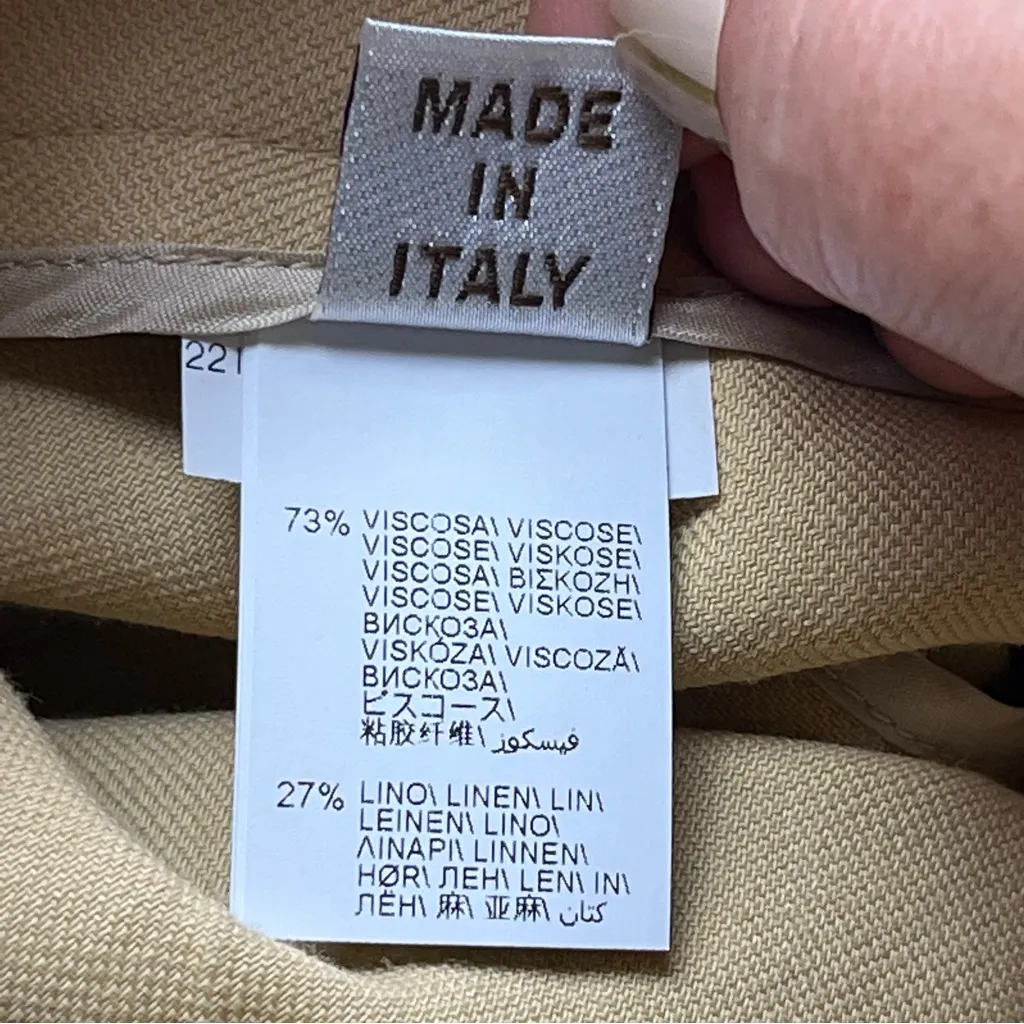 MADE
IN
ITALY
221
73% VISCOSA\ VISCOSE\
VISCOSE\ VISKOSE\
VISCOSA\ ΒΙΣΚΟΖΗ\
VISCOSE\ VISKOSE\
ВИСКОЗА\
VISKÓZA\ VISCOZĂ\
ВИСКОЗА\
ビスコース\
粘胶纤维\ فيسكوز
27% LINO\ LINEN\ LIN\
LEINEN\ LINO\
ΛΙΝΑΡΙ\ LINNEN\
HØR\ ЛЕН\ LEN\ IN\
ЛЁН\ 麻\ 亚麻\ كتان